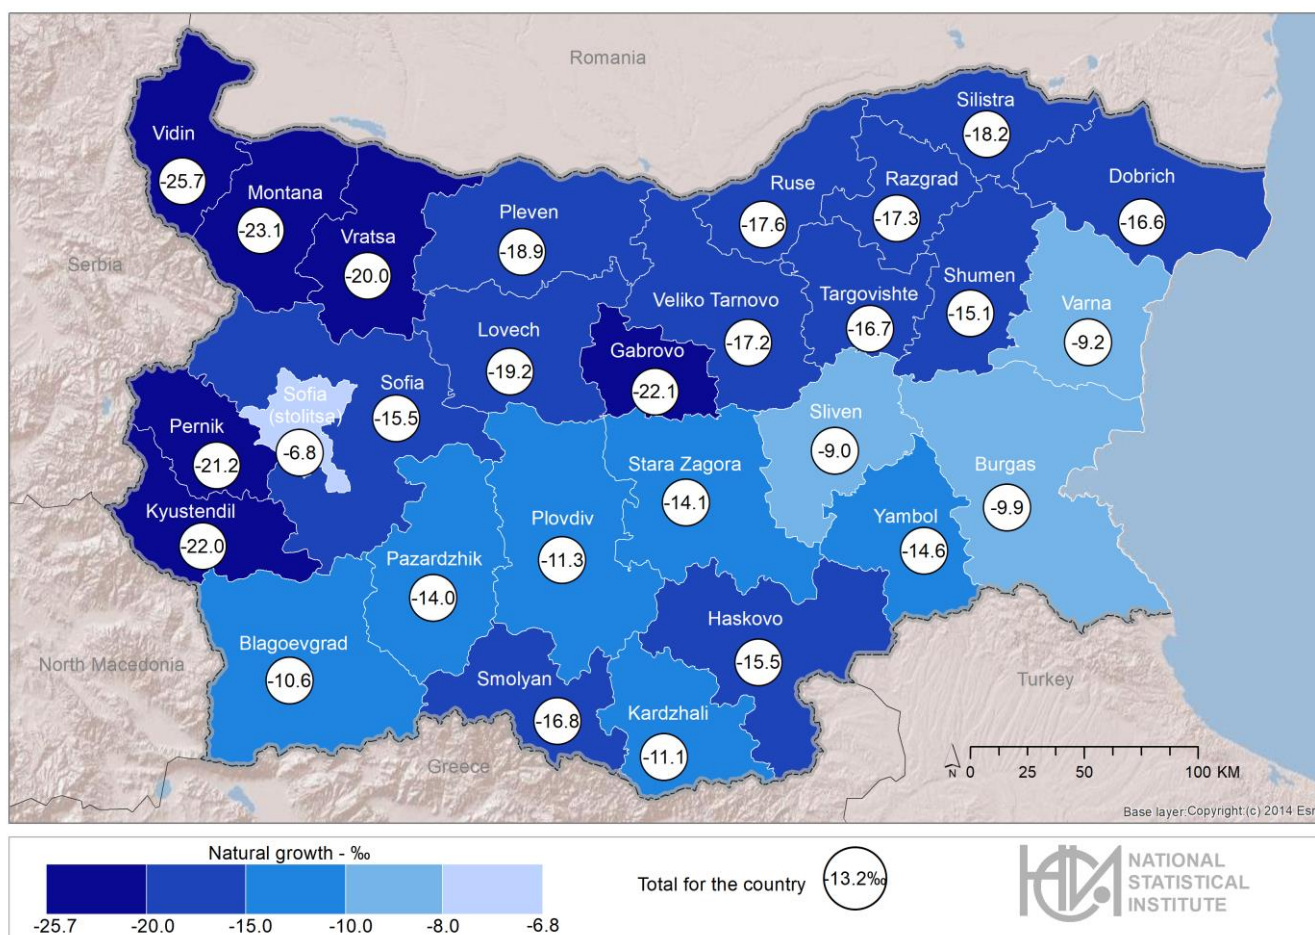 Romania
Silistra
-18.2
Vidin
-25.7
Montana
-23.1
Vratsa
-20.0
Pleven
-18.9
Ruse
-17.6
Razgrad
-17.3
Dobrich
-16.6
Serbia
Shumen
-15.1
Varna
-9.2
Veliko Tarnovo
-17.2
Targovishte
-16.7
Lovech
-19.2
Gabrovo
-22.1
Sofia
(stolitsa)
-6.8
Sofia
-15.5
Sliven
-9.0
Pernik
-21.2
Kyustendil
-22.0
Stara Zagora
-14.1
Burgas
-9.9
Plovdiv
-11.3
Yambol
-14.6
Pazardzhik
-14.0
Haskovo
-15.5
Blagoevgrad
-10.6
North Macedonia
Smolyan
-16.8
Kardzhali
-11.1
Turkey
Greece
N
0 25 50 100 KM
Base layer:Copyright:(c) 2014 Esr
Natural growth - ‰
-25.7 -20.0 -15.0 -10.0 -8.0 -6.8
Total for the country -13.2‰
НСИ
NATIONAL
STATISTICAL
INSTITUTE